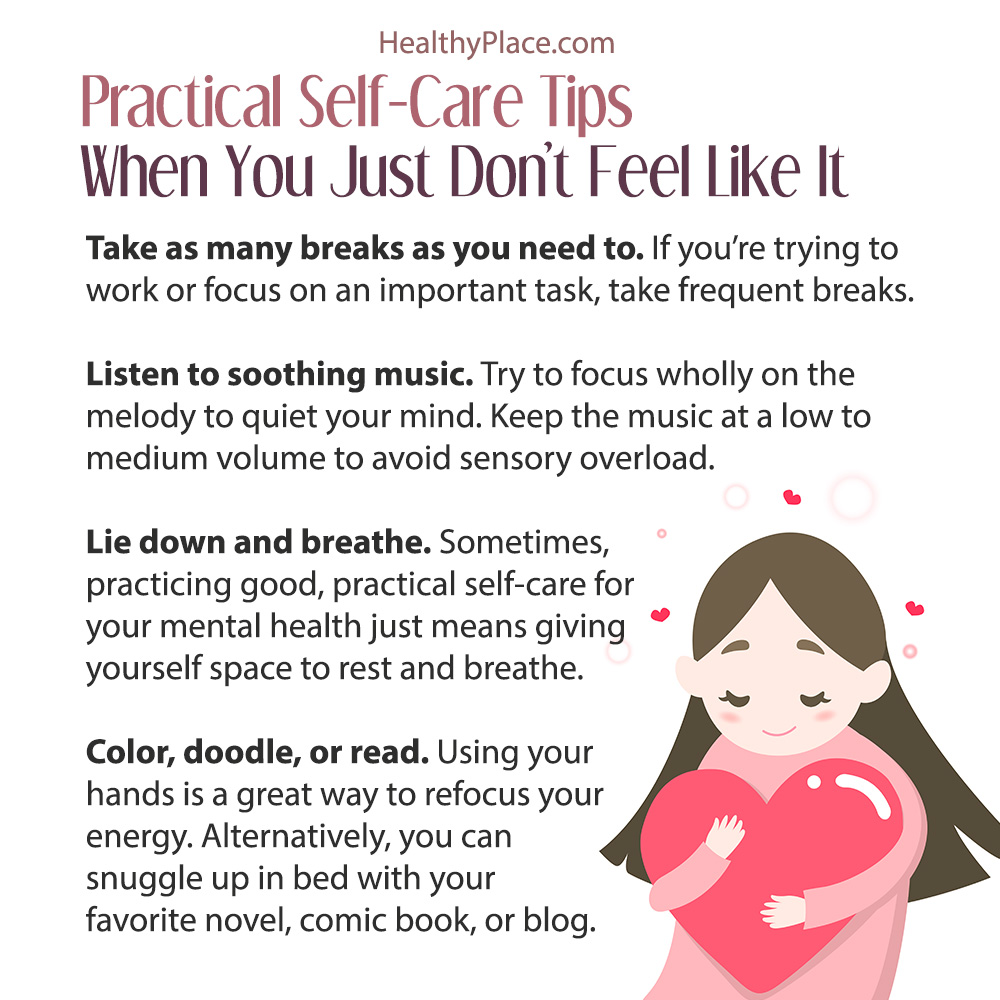 HealthyPlace.com
Practical Self-Care Tips
When You Just Don't Feel Like It
Take as many breaks as you need to. If you’re trying to
work or focus on an important task, take frequent breaks.
Listen to soothing music. Try to focus wholly on the
melody to quiet your mind. Keep the music at a low to
medium volume to avoid sensory overload.
Lie down and breathe. Sometimes,
practicing good, practical self-care for
your mental health just means giving
yourself space to rest and breathe.
Color, doodle, or read. Using your
hands is a great way to refocus your
energy. Alternatively, you can
snuggle up in bed with your
favorite novel, comic book, or blog.